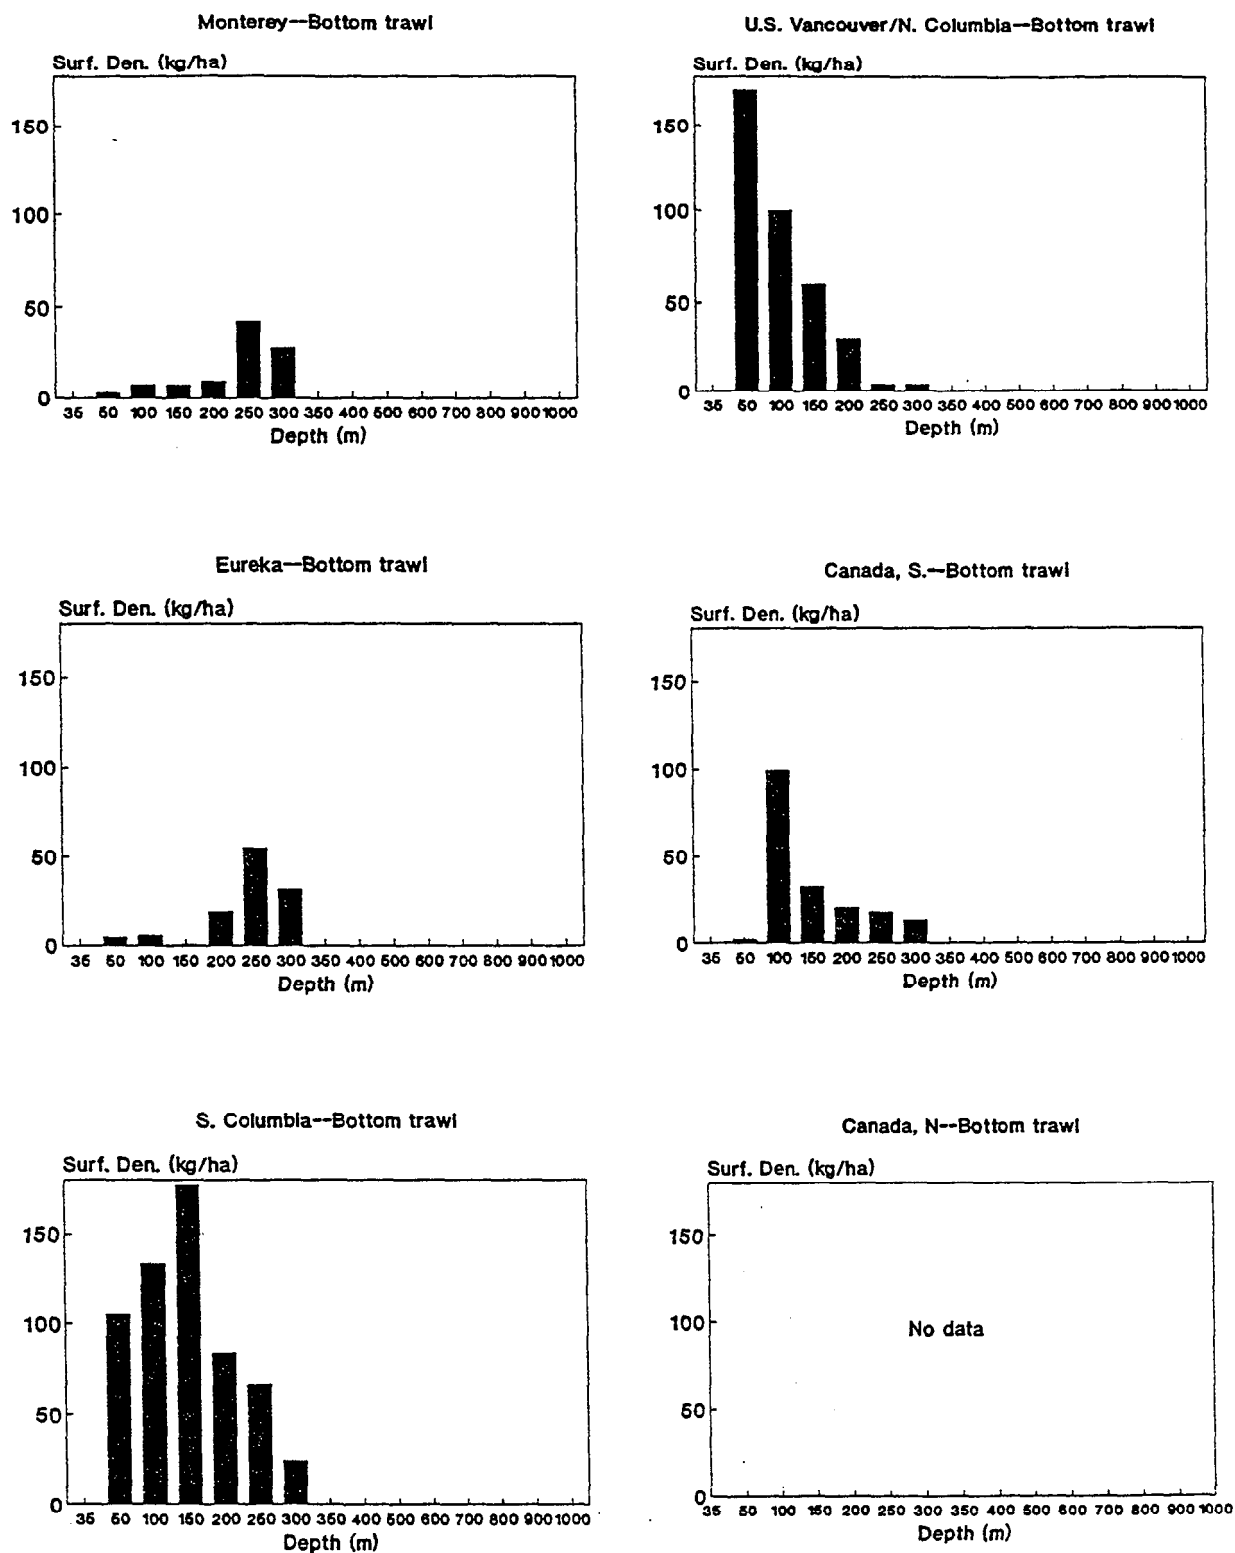 Monterey--Bottom trawl
Surf. Den. (kg/ha)
150
100
50
0
35 50 100 150 200 250 300 350 400 500 600 700 800 900 1000
Depth (m)
U.S. Vancouver/N. Columbia--Bottom trawl
Surf. Den. (kg/ha)
150
100
50
0
35 50 100 150 200 250 300 350 400 500 600 700 800 900 1000
Depth (m)
Eureka--Bottom trawl
Surf. Den. (kg/ha)
150
100
50
0
35 50 100 150 200 250 300 350 400 500 600 700 800 900 1000
Depth (m)
Canada, S.--Bottom trawl
Surf. Den. (kg/ha)
150
100
50
0
35 50 100 150 200 250 300 350 400 500 600 700 800 900 1000
Depth (m)
S. Columbia--Bottom trawl
Surf. Den. (kg/ha)
150
100
50
0
35 50 100 150 200 250 300 350 400 500 600 700 800 900 1000
Depth (m)
Canada, N--Bottom trawl
Surf. Den. (kg/ha)
150
100
50
0
No data
35 50 100 150 200 250 300 350 400 500 600 700 800 900 1000
Depth (m)